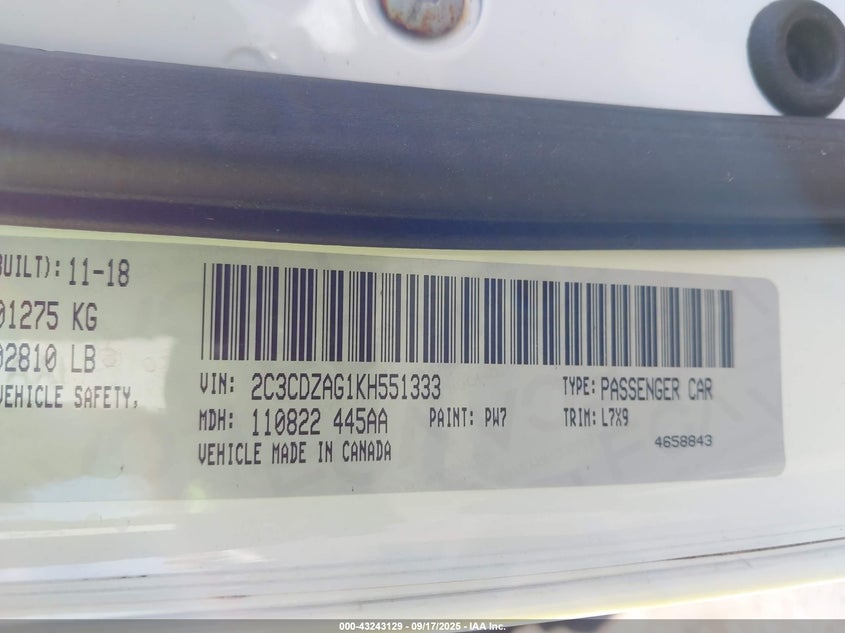 BUILT): 11-18
01275 KG
02810 LB
VEHICLE SAFETY,
VIN: 2C3CDZAG1KH551333
TYPE: PASSENGER CAR
MDH: 110822 445AA
PAINT: PW7
TRIM: L7X9
VEHICLE MADE IN CANADA
4658843
000-43243129 - 09/17/2025 - IAA Inc.